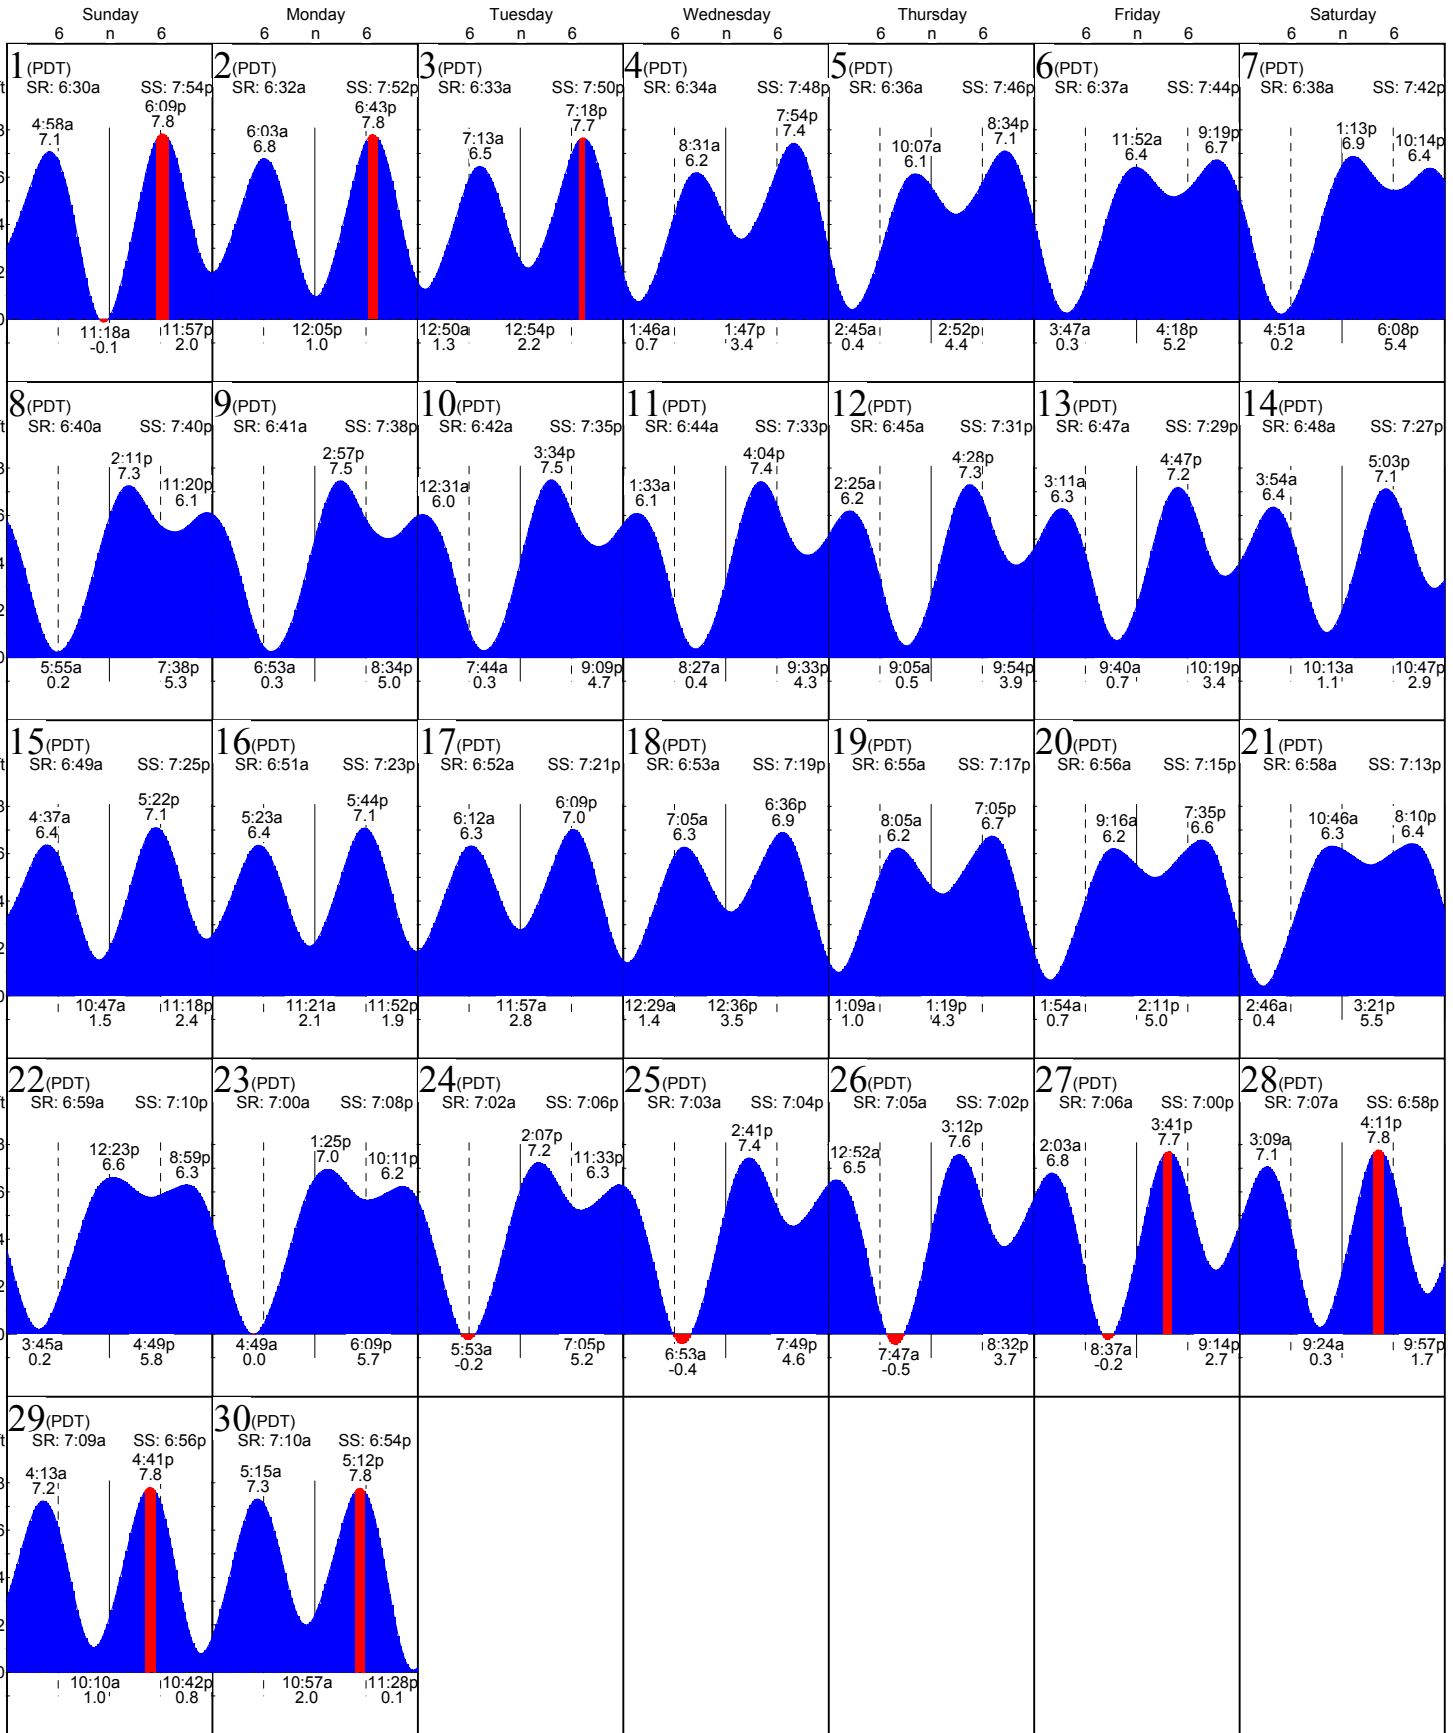 Sunday Monday Tuesday Wednesday Thursday Friday Saturday
6 n 6 6 n 6 6 n 6 6 n 6 6 n 6 6 n 6 6 n 6
1(PDT) 2(PDT) 3(PDT) 4(PDT) 5(PDT) 6(PDT) 7(PDT)
SR: 6:30a SS: 7:54p SR: 6:32a SS: 7:52p SR: 6:33a SS: 7:50p SR: 6:34a SS: 7:48p SR: 6:36a SS: 7:46p SR: 6:37a SS: 7:44p SR: 6:38a SS: 7:42p
4:58a 6:09p 6:03a 6:43p 7:13a 7:18p 8:31a 7:54p 10:07a 8:34p 11:52a 9:19p 1:13p 10:14p
7.1 7.8 6.8 7.8 6.5 7.7 6.2 7.4 6.1 7.1 6.4 6.7 6.9 6.4
11:18a 11:57p 12:05p 12:50a 12:54p 1:46a 1:47p 2:45a 2:52p 3:47a 4:18p 4:51a 6:08p
-0.1 2.0 1.0 1.3 2.2 0.7 3.4 0.4 4.4 0.3 5.2 0.2 5.4
8(PDT) 9(PDT) 10(PDT) 11(PDT) 12(PDT) 13(PDT) 14(PDT)
SR: 6:40a SS: 7:40p SR: 6:41a SS: 7:38p SR: 6:42a SS: 7:35p SR: 6:44a SS: 7:33p SR: 6:45a SS: 7:31p SR: 6:47a SS: 7:29p SR: 6:48a SS: 7:27p
2:11p 11:20p 2:57p 12:31a 3:34p 1:33a 4:04p 2:25a 4:28p 3:11a 4:47p 3:54a 5:03p
7.3 6.1 7.5 6.0 7.5 6.1 7.4 6.2 7.3 6.3 7.2 6.4 7.1
5:55a 7:38p 6:53a 8:34p 7:44a 9:09p 8:27a 9:33p 9:05a 9:54p 9:40a 10:19p 10:13a 10:47p
0.2 5.3 0.3 5.0 0.3 4.7 0.4 4.3 0.5 3.9 0.7 3.4 1.1 2.9
15(PDT) 16(PDT) 17(PDT) 18(PDT) 19(PDT) 20(PDT) 21(PDT)
SR: 6:49a SS: 7:25p SR: 6:51a SS: 7:23p SR: 6:52a SS: 7:21p SR: 6:53a SS: 7:19p SR: 6:55a SS: 7:17p SR: 6:56a SS: 7:15p SR: 6:58a SS: 7:13p
4:37a 5:22p 5:23a 5:44p 6:12a 6:09p 7:05a 6:36p 8:05a 7:05p 9:16a 7:35p 10:46a 8:10p
6.4 7.1 6.4 7.1 6.3 7.0 6.3 6.9 6.2 6.7 6.2 6.6 6.3 6.4
10:47a 11:18p 11:21a 11:52p 11:57a 12:29a 12:36p 1:09a 1:19p 1:54a 2:11p 2:46a 3:21p
1.5 2.4 2.1 1.9 2.8 1.4 3.5 1.0 4.3 0.7 5.0 0.4 5.5
22(PDT) 23(PDT) 24(PDT) 25(PDT) 26(PDT) 27(PDT) 28(PDT)
SR: 6:59a SS: 7:10p SR: 7:00a SS: 7:08p SR: 7:02a SS: 7:06p SR: 7:03a SS: 7:04p SR: 7:05a SS: 7:02p SR: 7:06a SS: 7:00p SR: 7:07a SS: 6:58p
12:23p 8:59p 1:25p 10:11p 2:07p 11:33p 2:41p 12:52a 3:12p 2:03a 3:41p 3:09a 4:11p
6.6 6.3 7.0 6.2 7.2 6.3 7.4 6.5 7.6 6.8 7.7 7.1 7.8
3:45a 4:49p 4:49a 6:09p 5:53a 7:05p 6:53a 7:49p 7:47a 8:32p 8:37a 9:14p 9:24a 9:57p
0.2 5.8 0.0 5.7 -0.2 5.2 -0.4 4.6 -0.5 3.7 -0.2 2.7 0.3 1.7
29(PDT) 30(PDT)
SR: 7:09a SS: 6:56p SR: 7:10a SS: 6:54p
4:13a 4:41p 5:15a 5:12p
7.2 7.8 7.3 7.8
10:10a 10:42p 10:57a 11:28p
1.0 0.8 2.0 0.1